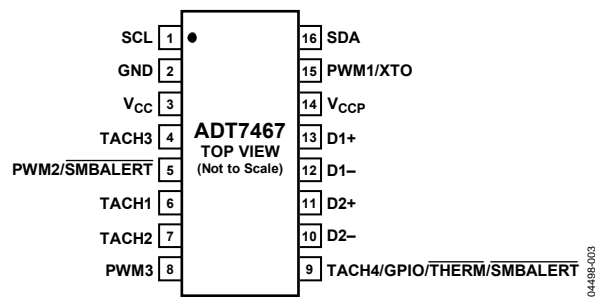 SCL 1 16 SDA
GND 2 15 PWM1/XTO
VCC 3 14 VCCP
TACH3 4 ADT7467 13 D1+
TOP VIEW
PWM2/SMBALERT 5 (Not to Scale) 12 D1–
TACH1 6 11 D2+
TACH2 7 10 D2–
PWM3 8 9 TACH4/GPIO/THERM/SMBALERT
04498-003